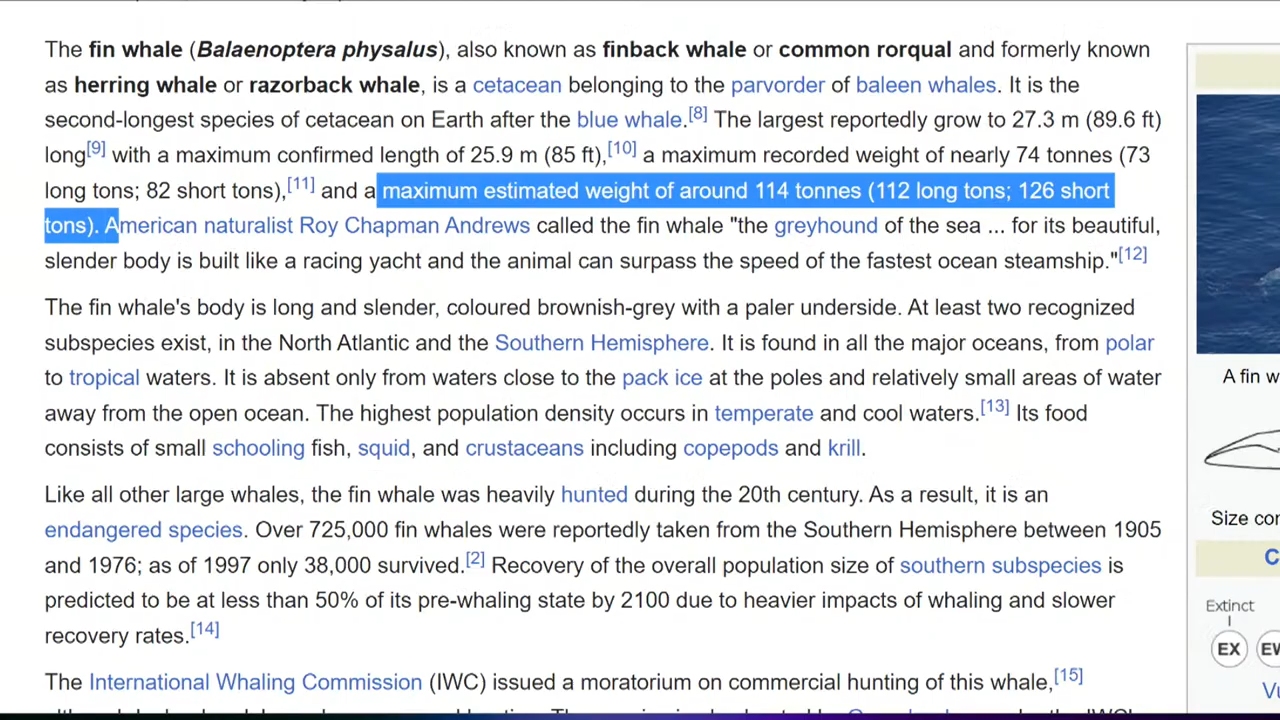 The fin whale (Balaenoptera physalus), also known as finback whale or common rorqual and formerly known
as herring whale or razorback whale, is a cetacean belonging to the parvorder of baleen whales. It is the
second-longest species of cetacean on Earth after the blue whale.[8] The largest reportedly grow to 27.3 m (89.6 ft)
long[9] with a maximum confirmed length of 25.9 m (85 ft),[10] a maximum recorded weight of nearly 74 tonnes (73
long tons; 82 short tons),[11] and a maximum estimated weight of around 114 tonnes (112 long tons; 126 short
tons). American naturalist Roy Chapman Andrews called the fin whale "the greyhound of the sea ... for its beautiful,
slender body is built like a racing yacht and the animal can surpass the speed of the fastest ocean steamship."[12]
The fin whale's body is long and slender, coloured brownish-grey with a paler underside. At least two recognized
subspecies exist, in the North Atlantic and the Southern Hemisphere. It is found in all the major oceans, from polar
to tropical waters. It is absent only from waters close to the pack ice at the poles and relatively small areas of water
away from the open ocean. The highest population density occurs in temperate and cool waters.[13] Its food
consists of small schooling fish, squid, and crustaceans including copepods and krill.
Like all other large whales, the fin whale was heavily hunted during the 20th century. As a result, it is an
endangered species. Over 725,000 fin whales were reportedly taken from the Southern Hemisphere between 1905
and 1976; as of 1997 only 38,000 survived.[2] Recovery of the overall population size of southern subspecies is
predicted to be at less than 50% of its pre-whaling state by 2100 due to heavier impacts of whaling and slower
recovery rates.[14]
The International Whaling Commission (IWC) issued a moratorium on commercial hunting of this whale,[15]
A fin w
Size cor
C
Extinct
EX EW
Vu